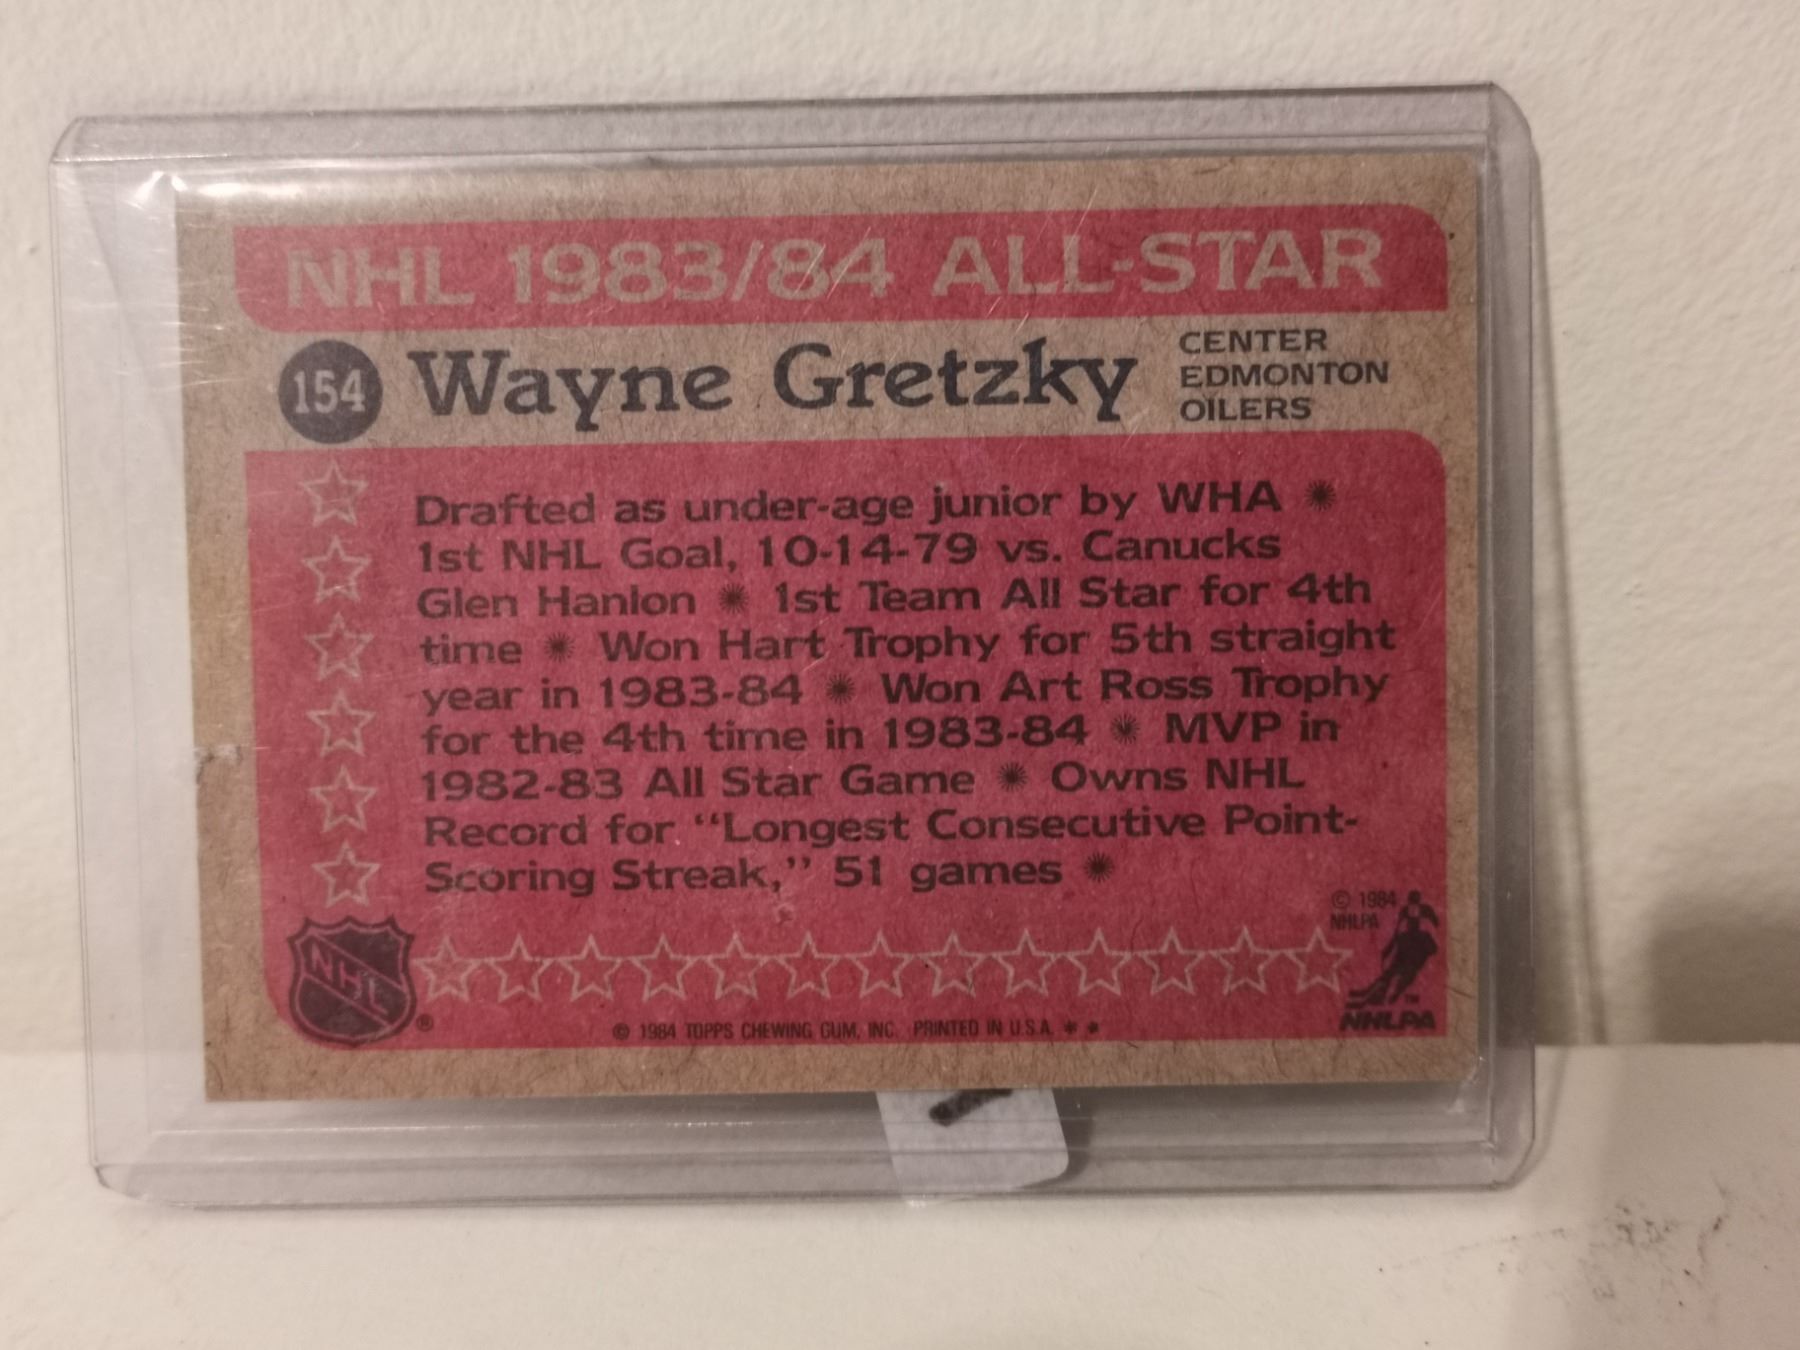 NHL 1983/84 ALL-STAR
154 Wayne Gretzky
CENTER
EDMONTON
OILERS
Drafted as under-age junior by WHA ✺
1st NHL Goal, 10-14-79 vs. Canucks
Glen Hanlon ✺ 1st Team All Star for 4th
time ✺ Won Hart Trophy for 5th straight
year in 1983-84 ✺ Won Art Ross Trophy
for the 4th time in 1983-84 ✺ MVP in
1982-83 All Star Game ✺ Owns NHL
Record for “Longest Consecutive Point-
Scoring Streak,” 51 games ✺
© 1984
NHLPA
NHL ®
™
NHLPA
© 1984 TOPPS CHEWING GUM, INC. PRINTED IN U.S.A. * *